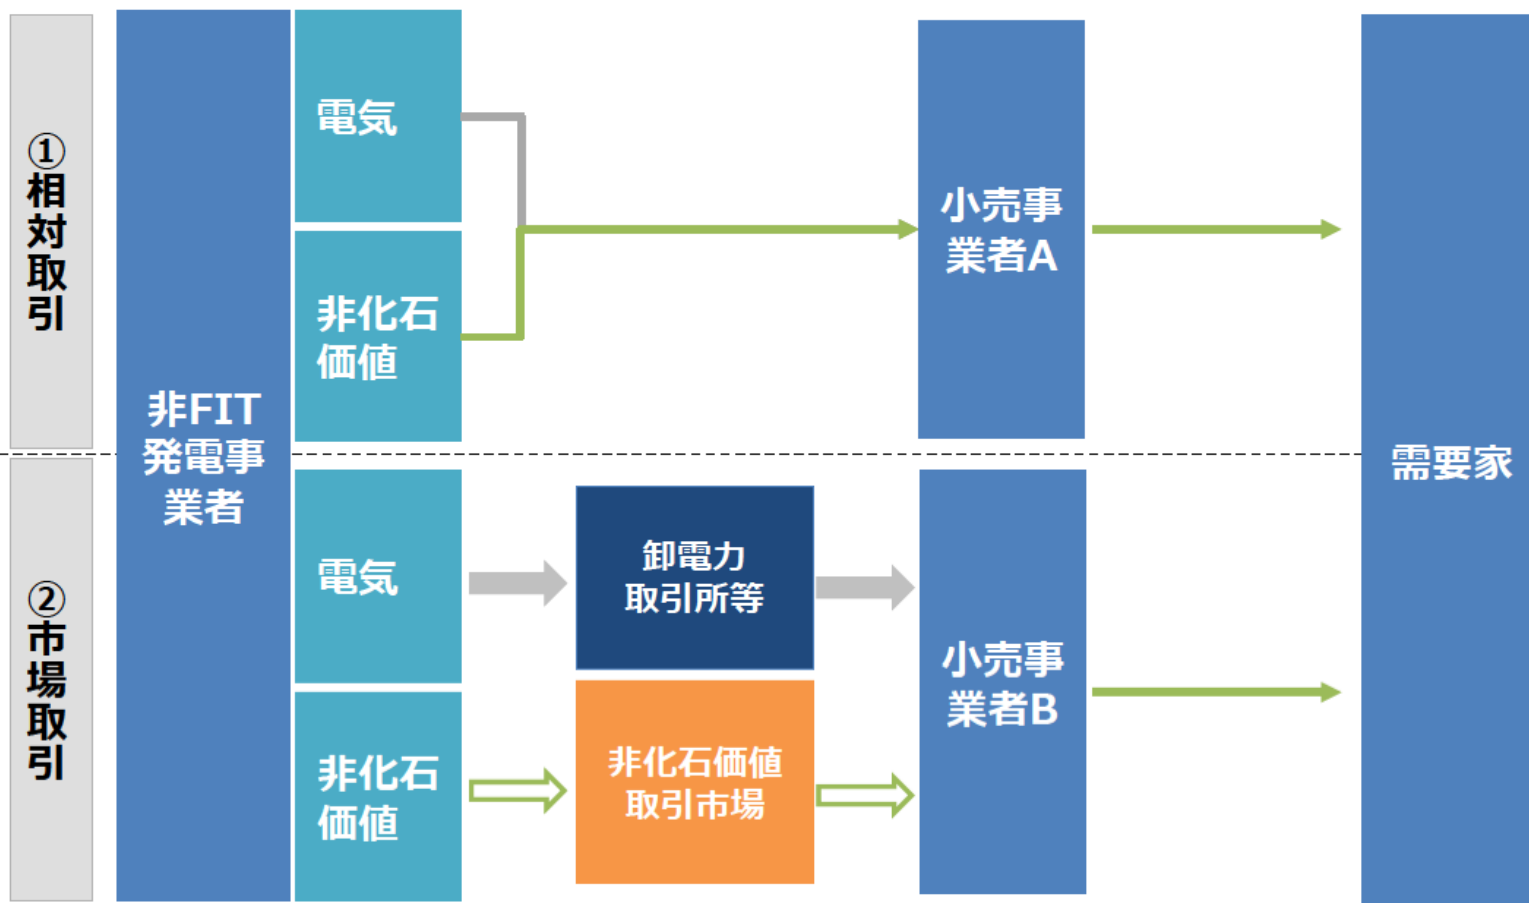 ①相対取引
非FIT
発電事
業者
電気
非化石
価値
小売事
業者A
需要家
②市場取引
電気
卸電力
取引所等
非化石
価値
非化石価値
取引市場
小売事
業者B